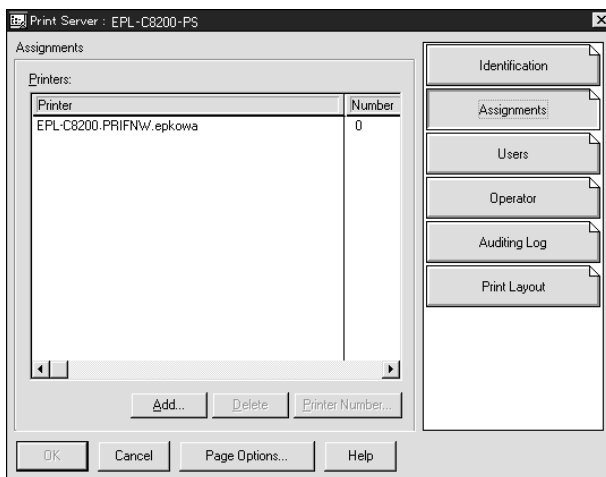 Print Server : EPL-C8200-PS
Assignments
Printers:
Printer Number
EPL-C8200.PRIFNW.epkowa 0
Add... Delete Printer Number...
OK Cancel Page Options... Help
Identification
Assignments
Users
Operator
Auditing Log
Print Layout